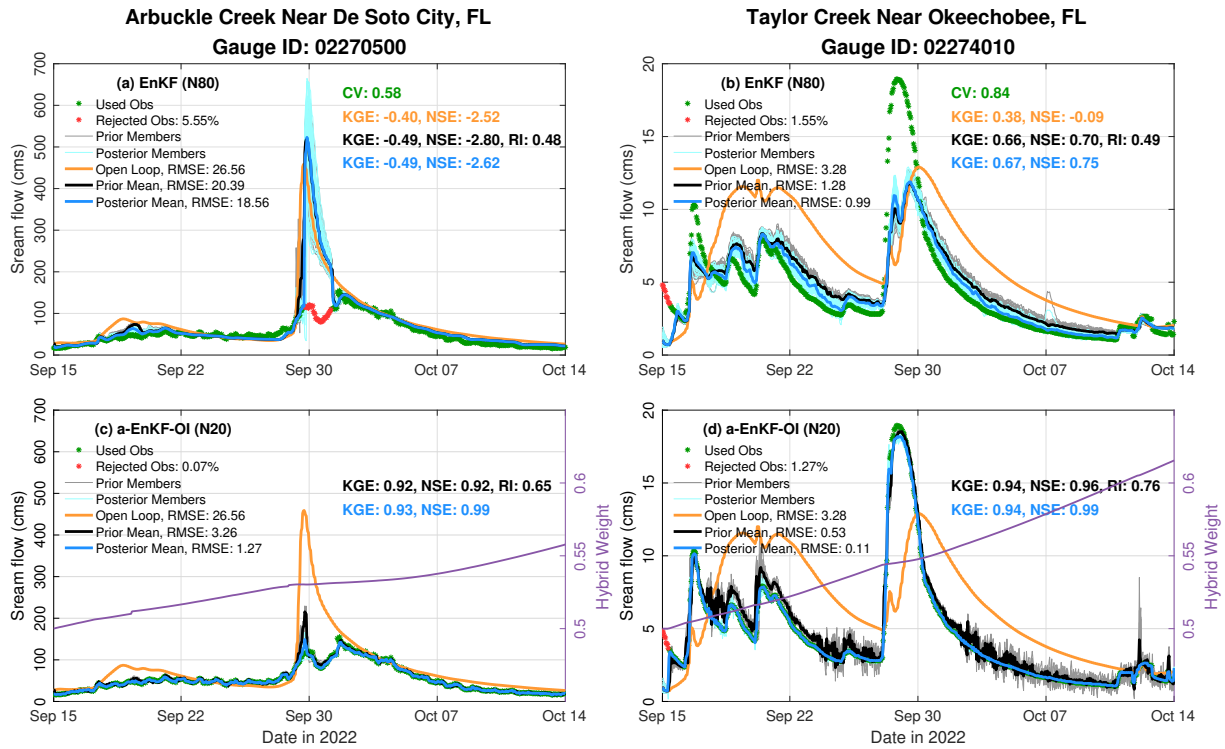 Arbuckle Creek Near De Soto City, FL
Gauge ID: 02270500
Taylor Creek Near Okeechobee, FL
Gauge ID: 02274010
700
600
500
400
300
200
100
0
Sream flow (cms)
(a) EnKF (N80)
Used Obs
Rejected Obs: 5.55%
Prior Members
Posterior Members
Open Loop, RMSE: 26.56
Prior Mean, RMSE: 20.39
Posterior Mean, RMSE: 18.56
CV: 0.58
KGE: -0.40, NSE: -2.52
KGE: -0.49, NSE: -2.80, RI: 0.48
KGE: -0.49, NSE: -2.62
Sep 15
Sep 22
Sep 30
Oct 07
Oct 14
20
15
10
5
0
Sream flow (cms)
(b) EnKF (N80)
Used Obs
Rejected Obs: 1.55%
Prior Members
Posterior Members
Open Loop, RMSE: 3.28
Prior Mean, RMSE: 1.28
Posterior Mean, RMSE: 0.99
CV: 0.84
KGE: 0.38, NSE: -0.09
KGE: 0.66, NSE: 0.70, RI: 0.49
KGE: 0.67, NSE: 0.75
Sep 15
Sep 22
Sep 30
Oct 07
Oct 14
700
600
500
400
300
200
100
0
Sream flow (cms)
(c) a-EnKF-OI (N20)
Used Obs
Rejected Obs: 0.07%
Prior Members
Posterior Members
Open Loop, RMSE: 26.56
Prior Mean, RMSE: 3.26
Posterior Mean, RMSE: 1.27
KGE: 0.92, NSE: 0.92, RI: 0.65
KGE: 0.93, NSE: 0.99
0.6
0.55
0.5
Hybrid Weight
Sep 15
Sep 22
Sep 30
Oct 07
Oct 14
Date in 2022
20
15
10
5
0
Sream flow (cms)
(d) a-EnKF-OI (N20)
Used Obs
Rejected Obs: 1.27%
Prior Members
Posterior Members
Open Loop, RMSE: 3.28
Prior Mean, RMSE: 0.53
Posterior Mean, RMSE: 0.11
KGE: 0.94, NSE: 0.96, RI: 0.76
KGE: 0.94, NSE: 0.99
0.6
0.55
0.5
Hybrid Weight
Sep 15
Sep 22
Sep 30
Oct 07
Oct 14
Date in 2022